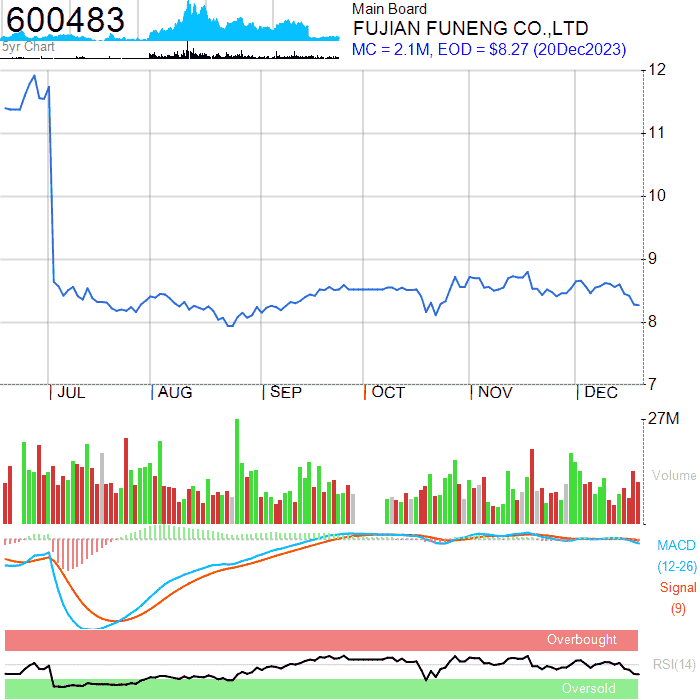 600483
5yr Chart
Main Board
FUJIAN FUNENG CO.,LTD
MC = 2.1M, EOD = $8.27 (20Dec2023)
12
11
10
9
8
7
JUL
AUG
SEP
OCT
NOV
DEC
27M
Volume
MACD
(12-26)
Signal
(9)
Overbought
RSI(14)
Oversold